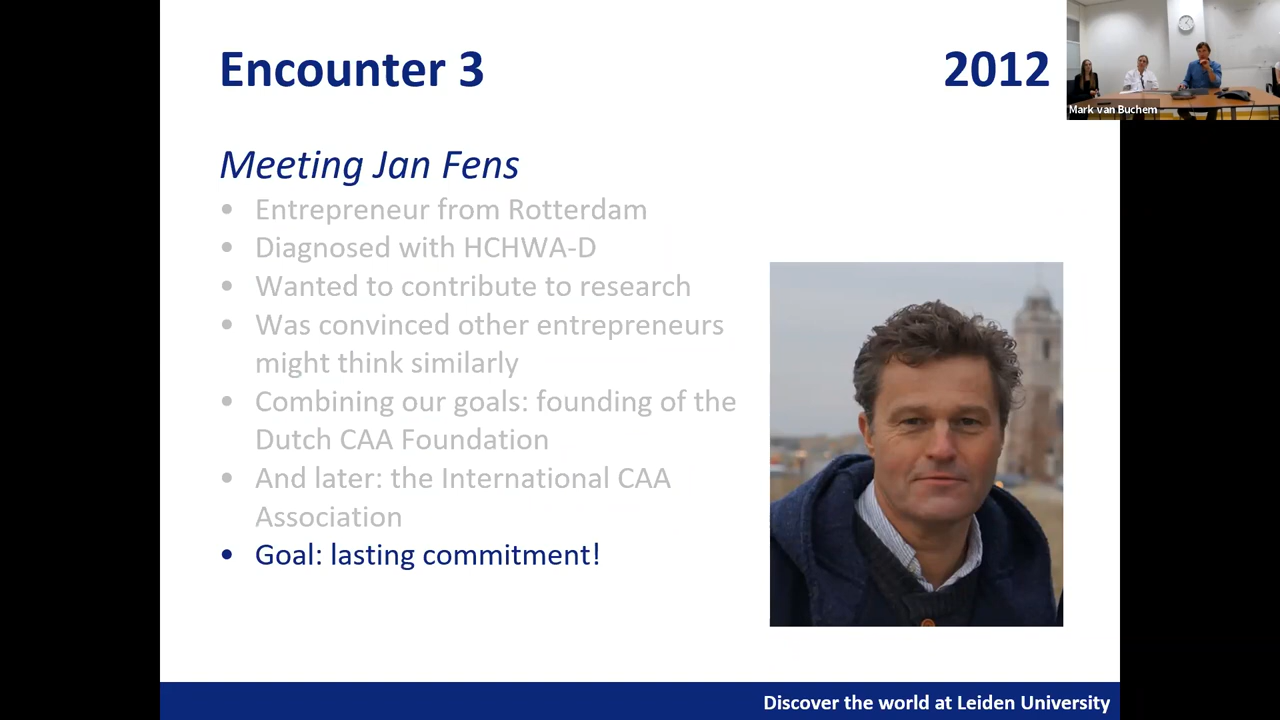 Encounter 3
2012
Mark van Buchem
Meeting Jan Fens
• Entrepreneur from Rotterdam
• Diagnosed with HCHWA-D
• Wanted to contribute to research
• Was convinced other entrepreneurs
might think similarly
• Combining our goals: founding of the
Dutch CAA Foundation
• And later: the International CAA
Association
• Goal: lasting commitment!
Discover the world at Leiden University